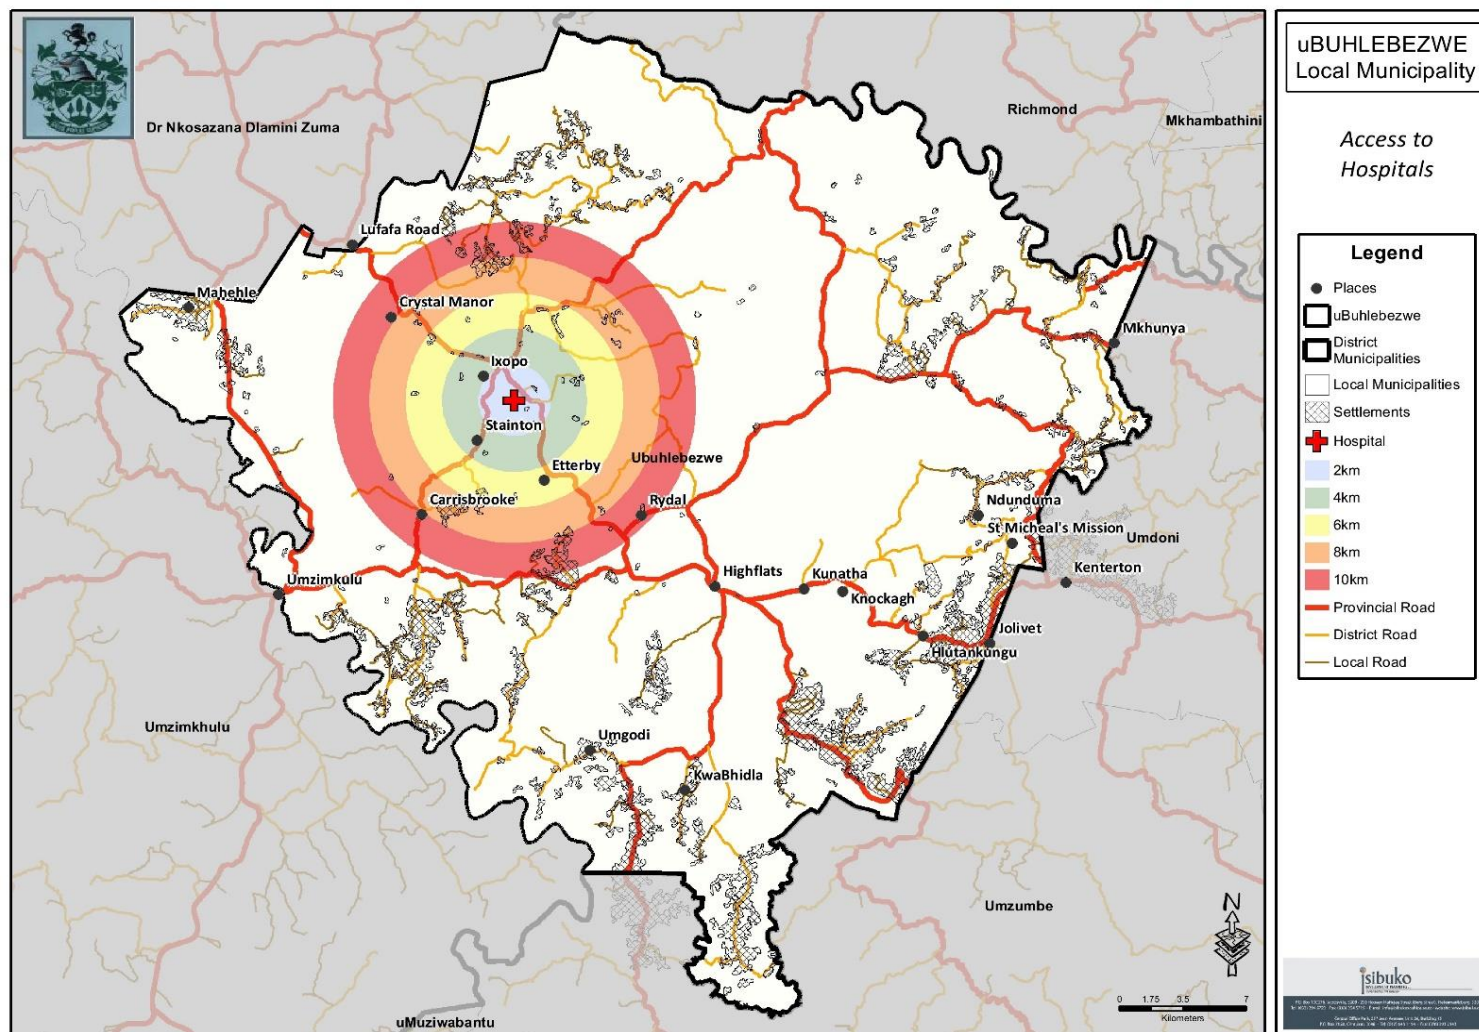 uBUHLEBEZWE
Local Municipality
Access to
Hospitals
Legend
Places
uBuhlebezwe
District
Municipalities
Local Municipalities
Settlements
Hospital
2km
4km
6km
8km
10km
Provincial Road
District Road
Local Road
Richmond
Mkhambathini
Dr Nkosazana Dlamini Zuma
Lufafa Road
Mahehle
Crystal Manor
Mkhunya
Ixopo
Stainton
Etterby
Ubuhlebezwe
Carrisbrooke
Rydal
Ndunduma
St Micheal's Mission
Umdoni
Kenterton
Umzimkulu
Highflats
Kunatha
Knockagh
Jolivet
Hlutankungu
Umzimkhulu
Umgodi
KwaBhidla
Umzumbe
uMuziwabantu
N
0 1.75 3.5 7
Kilometers
isibuko